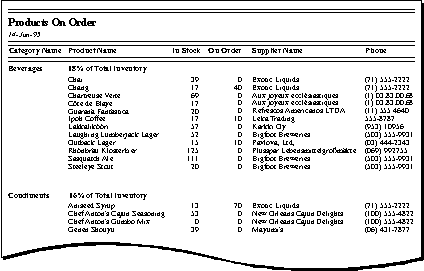 Products On Order
14-Jun-95
Category Name Product Name In Stock On Order Supplier Name Phone
Beverages 18% of Total Inventory
Chai 39 0 Exotic Liquids (71) 555-2222
Chang 17 40 Exotic Liquids (71) 555-2222
Chartreuse Verte 69 0 Aux joyeux ecclésiastiques (1) 03.83.00.68
Côte de Blaye 17 0 Aux joyeux ecclésiastiques (1) 03.83.00.68
Guaraná Fantástica 20 0 Refrescos Americanos LTDA (11) 555 4640
Ipoh Coffee 17 10 Leka Trading 555-8787
Lakkalikööri 57 0 Karkki Oy (953) 10956
Laughing Lumberjack Lager 52 0 Bigfoot Breweries (503) 555-9931
Outback Lager 15 10 Pavlova, Ltd. (03) 444-2343
Rhönbräu Klosterbier 125 0 Plusspar Lebensmittelgroßmärkte (069) 992755
Sasquatch Ale 111 0 Bigfoot Breweries (503) 555-9931
Steeleye Stout 20 0 Bigfoot Breweries (503) 555-9931
Condiments 16% of Total Inventory
Aniseed Syrup 13 70 Exotic Liquids (71) 555-2222
Chef Anton's Cajun Seasoning 53 0 New Orleans Cajun Delights (100) 555-4822
Chef Anton's Gumbo Mix 0 0 New Orleans Cajun Delights (100) 555-4822
Genen Shouyu 39 0 Mayumi's (06) 431-7877